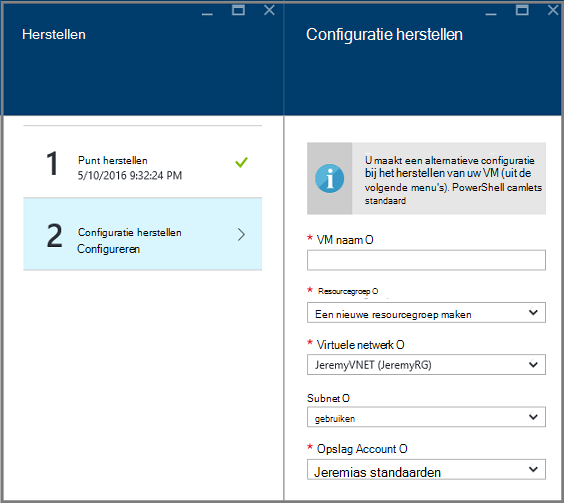 Herstellen
1
Punt herstellen
5/10/2016 9:32:24 PM
2
Configuratie herstellen
Configureren
Configuratie herstellen
U maakt een alternatieve configuratie
bij het herstellen van uw VM (uit de
volgende menu's). PowerShell camlets
standaard
* VM naam O
* Resourcegroep O
Een nieuwe resourcegroep maken
* Virtuele netwerk O
JeremyVNET (JeremyRG)
Subnet O
gebruiken
* Opslag Account O
Jeremias standaarden